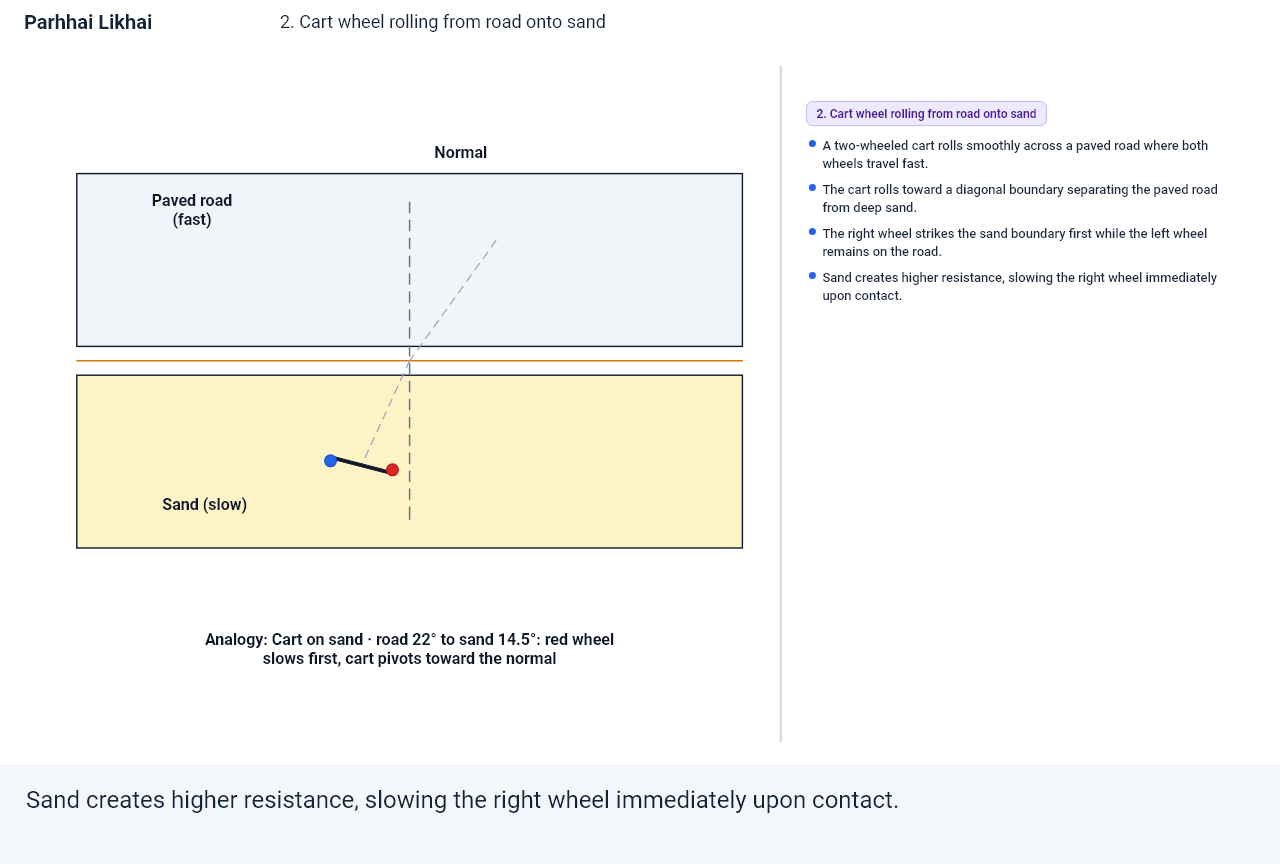 Parhhai Likhai
2. Cart wheel rolling from road onto sand
Normal
Paved road
(fast)
Sand (slow)
Analogy: Cart on sand · road 22° to sand 14.5°: red wheel
slows first, cart pivots toward the normal
2. Cart wheel rolling from road onto sand
A two-wheeled cart rolls smoothly across a paved road where both
wheels travel fast.
The cart rolls toward a diagonal boundary separating the paved road
from deep sand.
The right wheel strikes the sand boundary first while the left wheel
remains on the road.
Sand creates higher resistance, slowing the right wheel immediately
upon contact.
Sand creates higher resistance, slowing the right wheel immediately upon contact.